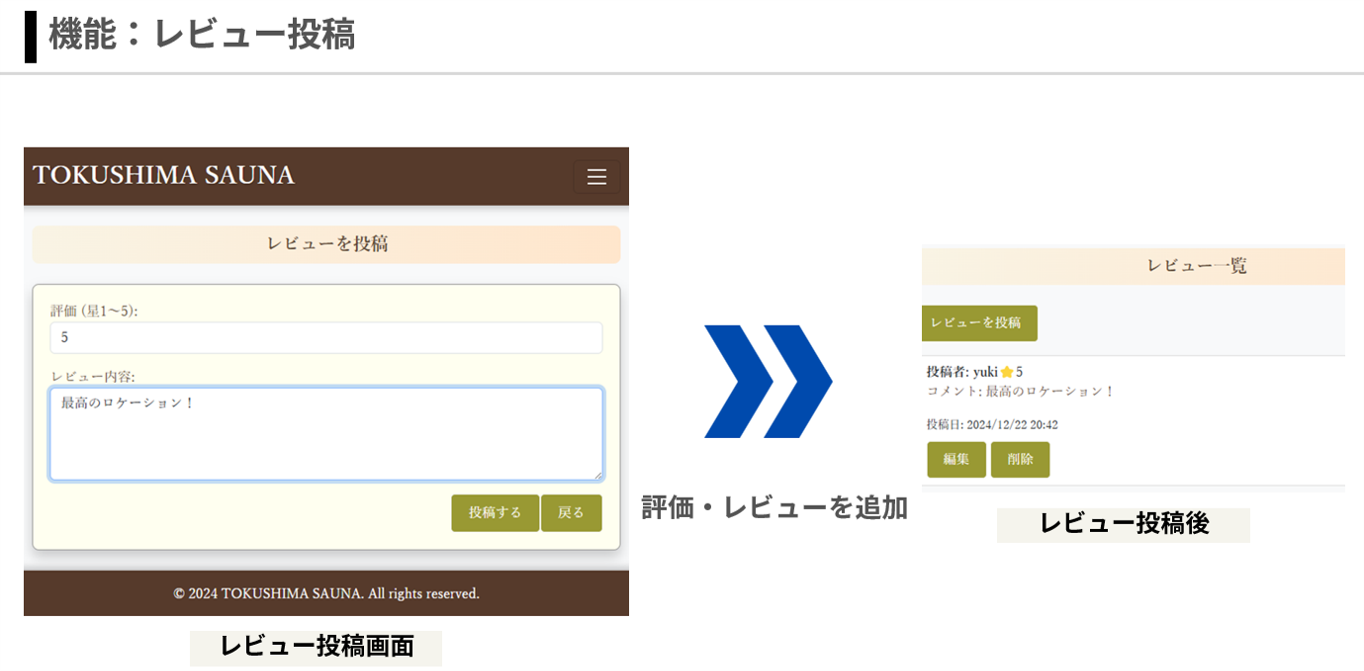 機能：レビュー投稿
TOKUSHIMA SAUNA
レビューを投稿
評価 (星1〜5):
5
レビュー内容:
最高のロケーション！
投稿する
戻る
© 2024 TOKUSHIMA SAUNA. All rights reserved.
レビュー投稿画面
評価・レビューを追加
レビュー一覧
レビューを投稿
投稿者: yuki⭐5
コメント: 最高のロケーション！
投稿日: 2024/12/22 20:42
編集
削除
レビュー投稿後